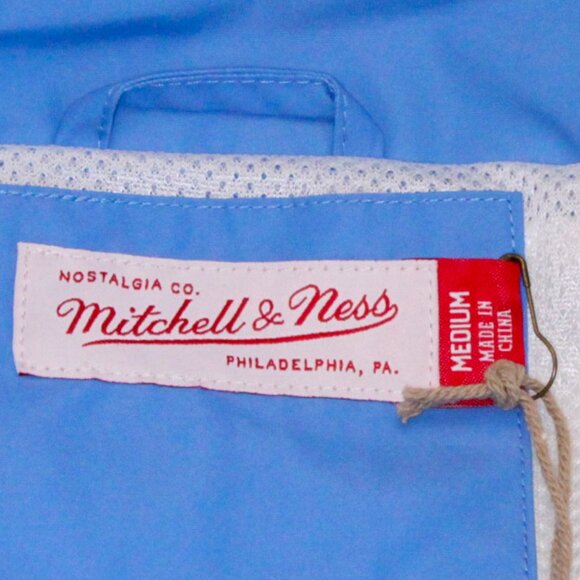 NOSTALGIA CO.
Mitchell & Ness
PHILADELPHIA, PA.
MEDIUM
MADE IN
CHINA